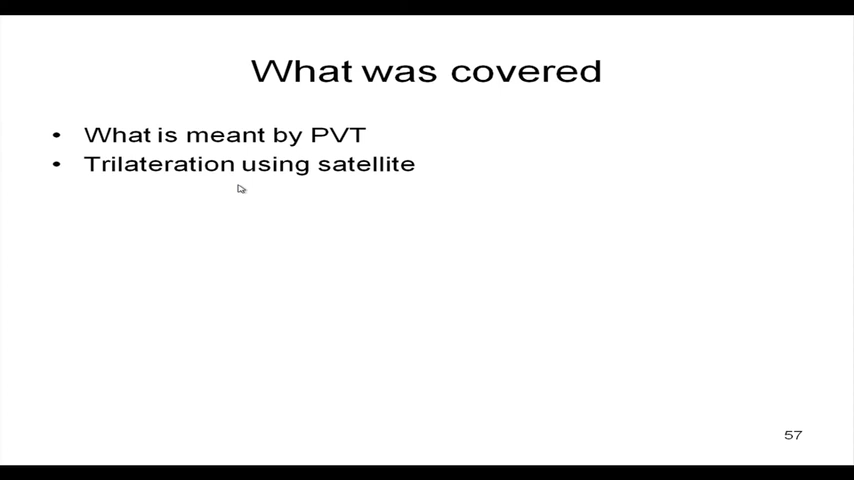 What was covered
• What is meant by PVT
• Trilateration using satellite
57